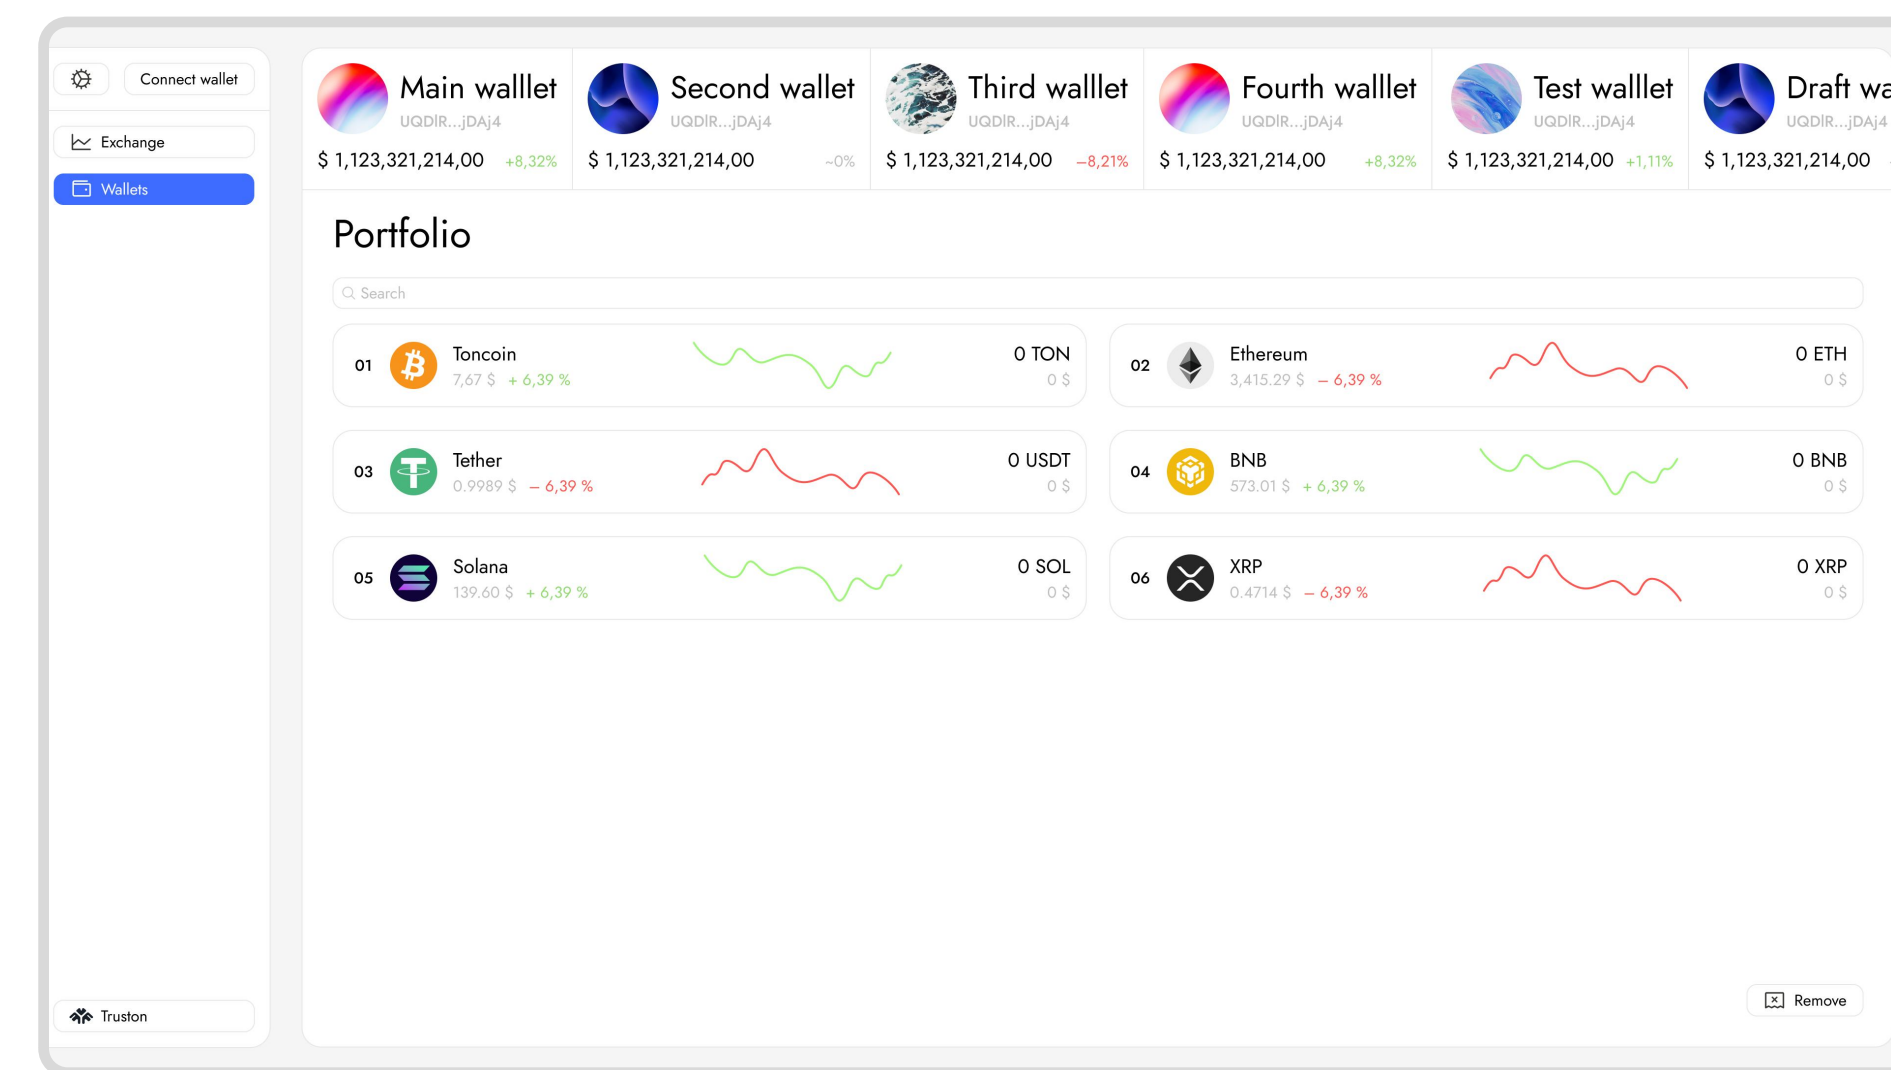 Connect wallet
Exchange
Wallets
Truston
Main walllet
UQDlR...jDAj4
$ 1,123,321,214,00 +8,32%
Second wallet
UQDlR...jDAj4
$ 1,123,321,214,00 ~0%
Third walllet
UQDlR...jDAj4
$ 1,123,321,214,00 –8,21%
Fourth walllet
UQDlR...jDAj4
$ 1,123,321,214,00 +8,32%
Test walllet
UQDlR...jDAj4
$ 1,123,321,214,00 +1,11%
Draft wa
UQDlR...jDAj4
$ 1,123,321,214,00
Portfolio
Search
01 Toncoin 0 TON
7,67 $ + 6,39 % 0 $
02 Ethereum 0 ETH
3,415.29 $ – 6,39 % 0 $
03 Tether 0 USDT
0.9989 $ – 6,39 % 0 $
04 BNB 0 BNB
573.01 $ + 6,39 % 0 $
05 Solana 0 SOL
139.60 $ + 6,39 % 0 $
06 XRP 0 XRP
0.4714 $ – 6,39 % 0 $
Remove